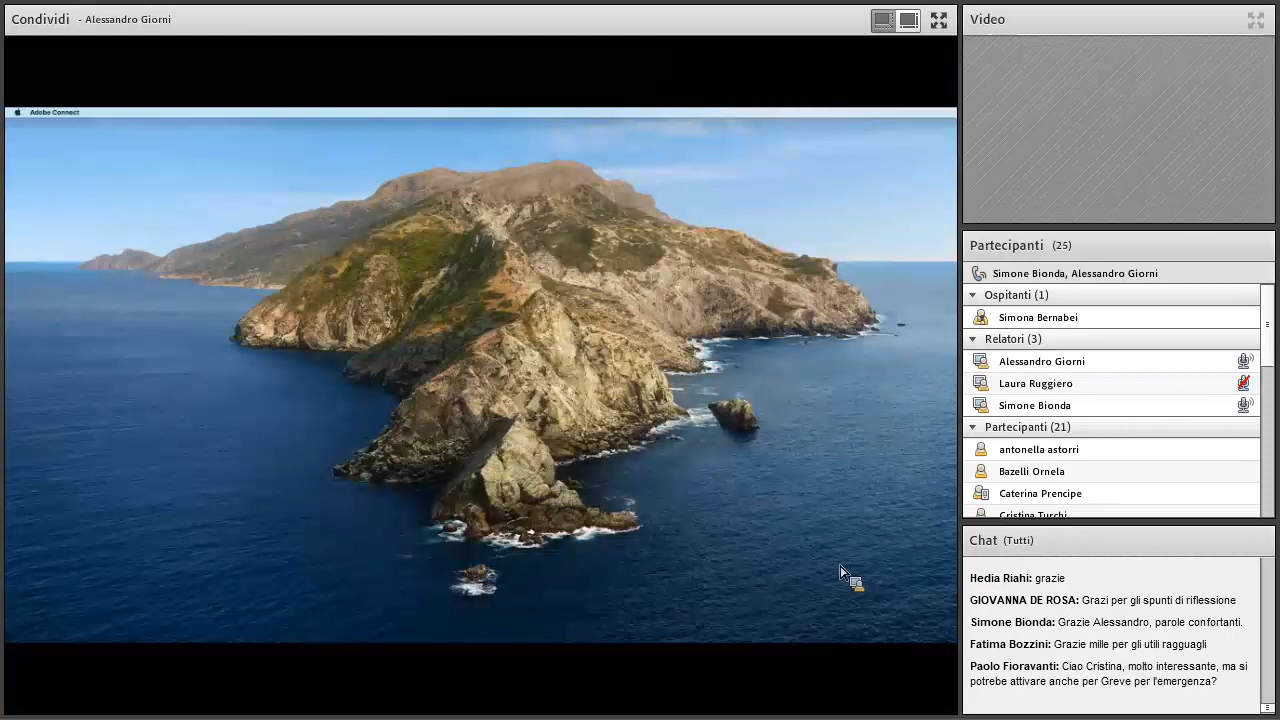 Condividi - Alessandro Giorni
Adobe Connect
Video
Partecipanti (25)
Simone Bionda, Alessandro Giorni
Ospitanti (1)
Simona Bernabei
Relatori (3)
Alessandro Giorni
Laura Ruggiero
Simone Bionda
Partecipanti (21)
antonella astorri
Bazelli Ornela
Caterina Prencipe
Cristina Turchi
Chat (Tutti)
Hedia Riahi: grazie
GIOVANNA DE ROSA: Grazi per gli spunti di riflessione
Simone Bionda: Grazie Alessandro, parole confortanti.
Fatima Bozzini: Grazie mille per gli utili ragguagli
Paolo Fioravanti: Ciao Cristina, molto interessante, ma si
potrebe attivare anche per Greve per l'emergenza?